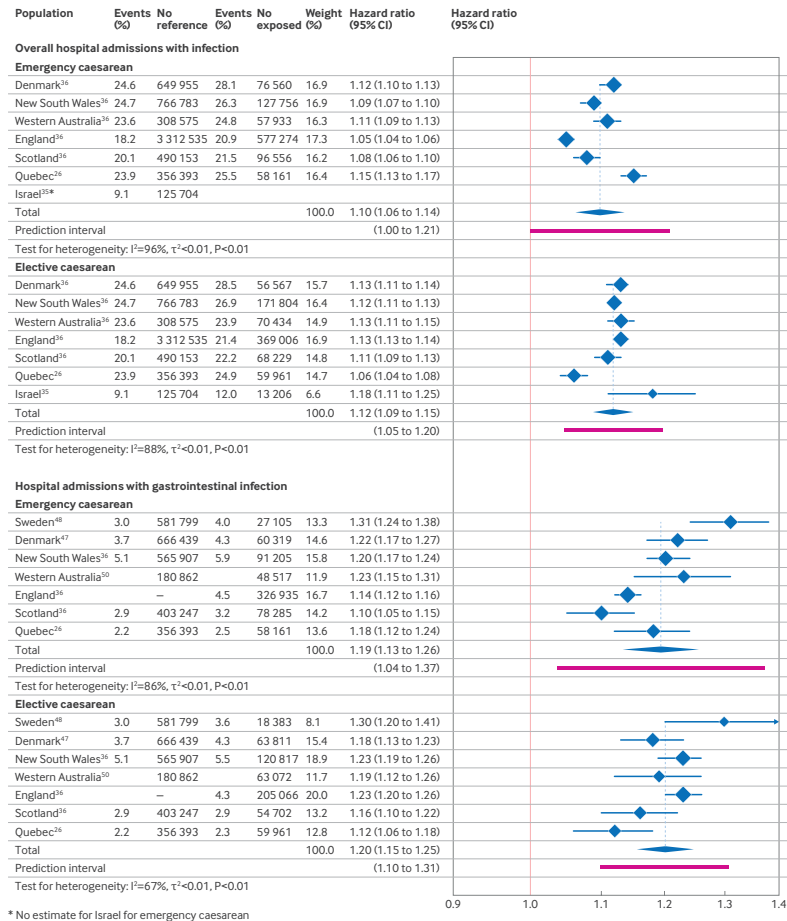 Population Events (%) No reference Events (%) No exposed Weight (%) Hazard ratio (95% CI) Hazard ratio (95% CI)
Overall hospital admissions with infection
Emergency caesarean
Denmark³⁶ 24.6 649 955 28.1 76 560 16.9 1.12 (1.10 to 1.13)
New South Wales³⁶ 24.7 766 783 26.3 127 756 16.9 1.09 (1.07 to 1.10)
Western Australia³⁶ 23.6 308 575 24.8 57 933 16.3 1.11 (1.09 to 1.13)
England³⁶ 18.2 3 312 535 20.9 577 274 17.3 1.05 (1.04 to 1.06)
Scotland³⁶ 20.1 490 153 21.5 96 556 16.2 1.08 (1.06 to 1.10)
Quebec²⁶ 23.9 356 393 25.5 58 161 16.4 1.15 (1.13 to 1.17)
Israel³⁵* 9.1 125 704
Total 100.0 1.10 (1.06 to 1.14)
Prediction interval (1.00 to 1.21)
Test for heterogeneity: I²=96%, τ²<0.01, P<0.01
Elective caesarean
Denmark³⁶ 24.6 649 955 28.5 56 567 15.7 1.13 (1.11 to 1.14)
New South Wales³⁶ 24.7 766 783 26.9 171 804 16.4 1.12 (1.11 to 1.13)
Western Australia³⁶ 23.6 308 575 23.9 70 434 14.9 1.13 (1.11 to 1.15)
England³⁶ 18.2 3 312 535 21.4 369 006 16.9 1.13 (1.13 to 1.14)
Scotland³⁶ 20.1 490 153 22.2 68 229 14.8 1.11 (1.09 to 1.13)
Quebec²⁶ 23.9 356 393 24.9 59 961 14.7 1.06 (1.04 to 1.08)
Israel³⁵ 9.1 125 704 12.0 13 206 6.6 1.18 (1.11 to 1.25)
Total 100.0 1.12 (1.09 to 1.15)
Prediction interval (1.05 to 1.20)
Test for heterogeneity: I²=88%, τ²<0.01, P<0.01
Hospital admissions with gastrointestinal infection
Emergency caesarean
Sweden⁴⁸ 3.0 581 799 4.0 27 105 13.3 1.31 (1.24 to 1.38)
Denmark⁴⁷ 3.7 666 439 4.3 60 319 14.6 1.22 (1.17 to 1.27)
New South Wales³⁶ 5.1 565 907 5.9 91 205 15.8 1.20 (1.17 to 1.24)
Western Australia⁵⁰ 180 862 48 517 11.9 1.23 (1.15 to 1.31)
England³⁶ – 4.5 326 935 16.7 1.14 (1.12 to 1.16)
Scotland³⁶ 2.9 403 247 3.2 78 285 14.2 1.10 (1.05 to 1.15)
Quebec²⁶ 2.2 356 393 2.5 58 161 13.6 1.18 (1.12 to 1.24)
Total 100.0 1.19 (1.13 to 1.26)
Prediction interval (1.04 to 1.37)
Test for heterogeneity: I²=86%, τ²<0.01, P<0.01
Elective caesarean
Sweden⁴⁸ 3.0 581 799 3.6 18 383 8.1 1.30 (1.20 to 1.41)
Denmark⁴⁷ 3.7 666 439 4.3 63 811 15.4 1.18 (1.13 to 1.23)
New South Wales³⁶ 5.1 565 907 5.5 120 817 18.9 1.23 (1.19 to 1.26)
Western Australia⁵⁰ 180 862 63 072 11.7 1.19 (1.12 to 1.26)
England³⁶ – 4.3 205 066 20.0 1.23 (1.20 to 1.26)
Scotland³⁶ 2.9 403 247 2.9 54 702 13.2 1.16 (1.10 to 1.22)
Quebec²⁶ 2.2 356 393 2.3 59 961 12.8 1.12 (1.06 to 1.18)
Total 100.0 1.20 (1.15 to 1.25)
Prediction interval (1.10 to 1.31)
Test for heterogeneity: I²=67%, τ²<0.01, P<0.01
0.9 1.0 1.1 1.2 1.3 1.4
* No estimate for Israel for emergency caesarean